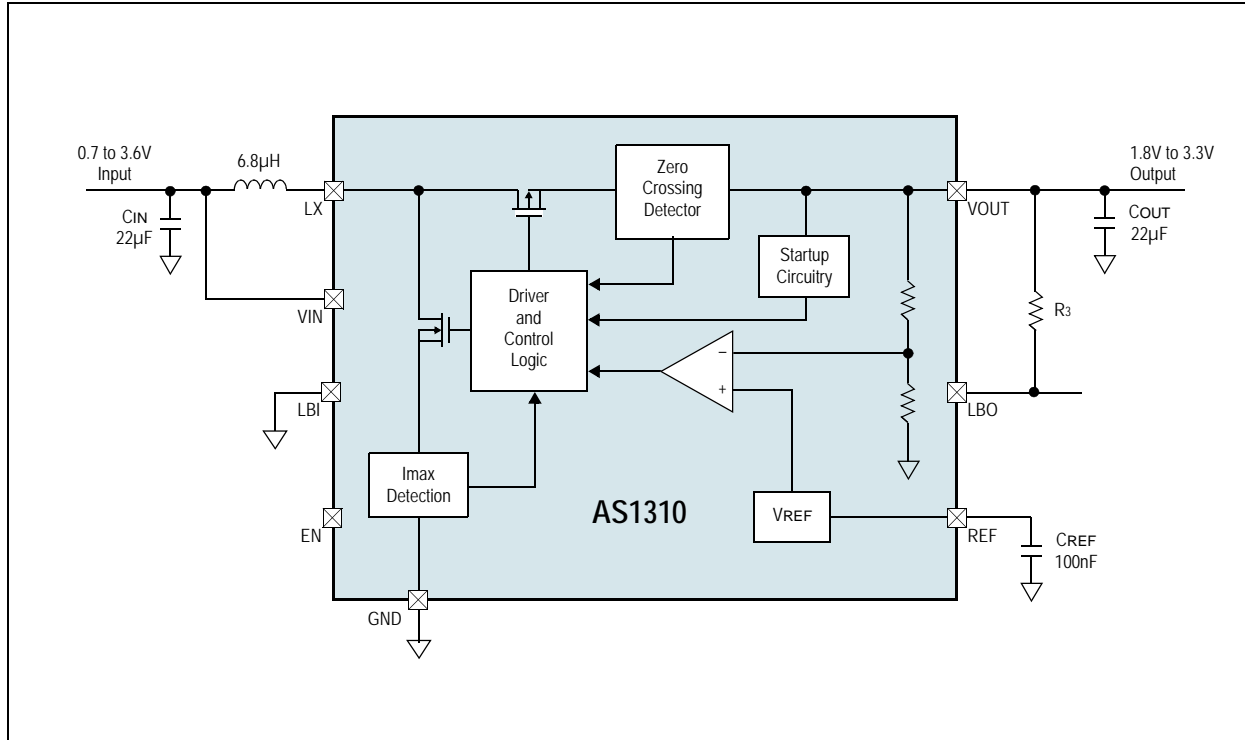 0.7 to 3.6V
Input
6.8µH
LX
CIN
22µF
VIN
LBI
EN
GND
Zero
Crossing
Detector
Startup
Circuitry
Driver
and
Control
Logic
–
+
Imax
Detection
AS1310
VREF
1.8V to 3.3V
Output
VOUT
COUT
22µF
R3
LBO
REF
CREF
100nF